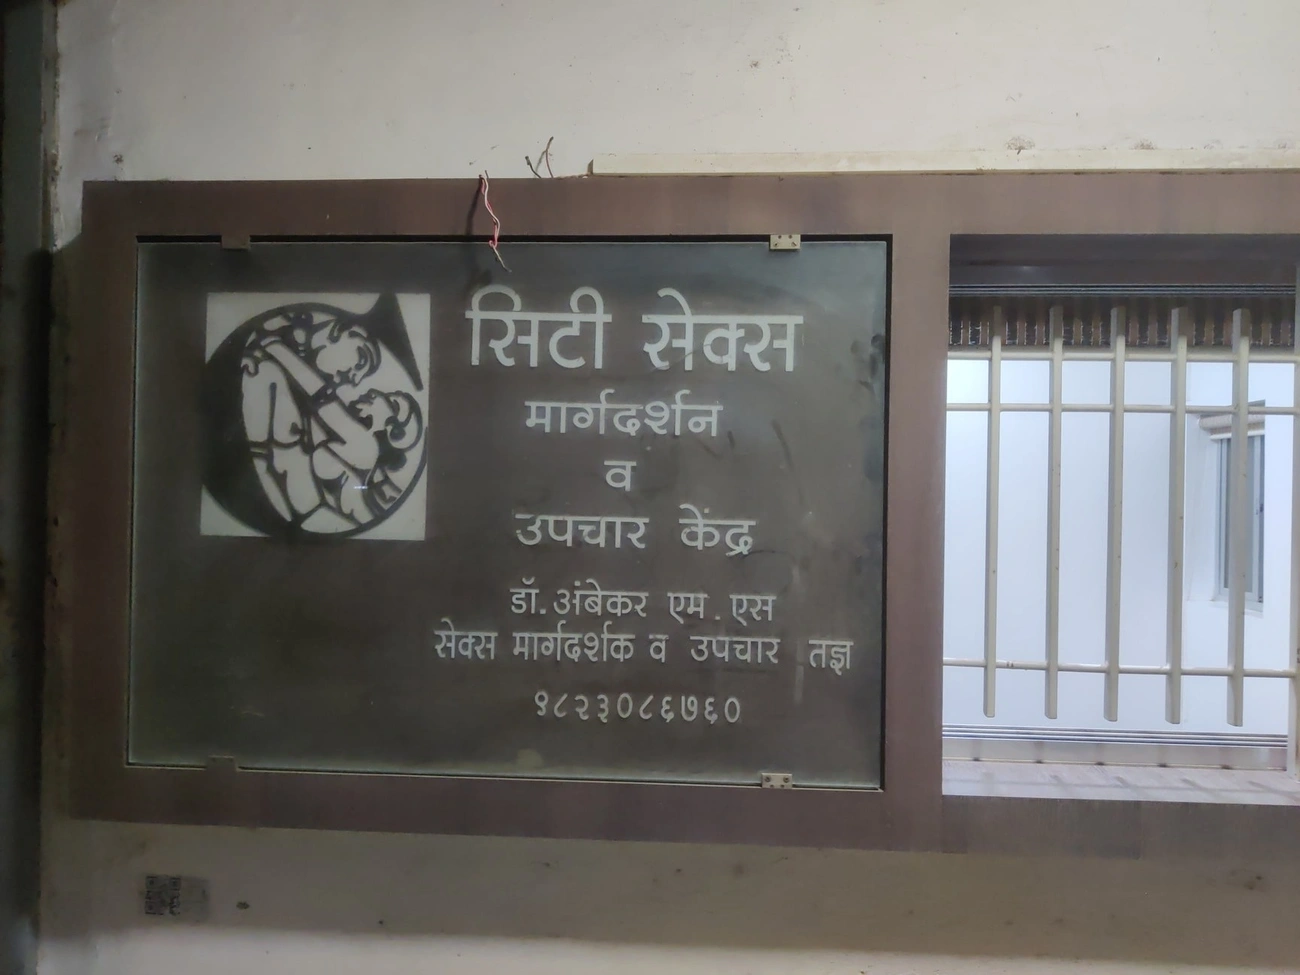 सिटी सेक्स
मार्गदर्शन
व
उपचार केंद्र
डॉ. अंबेकर एम. एस
सेक्स मार्गदर्शक व उपचार तज्ञ
९८२३०८६७६०